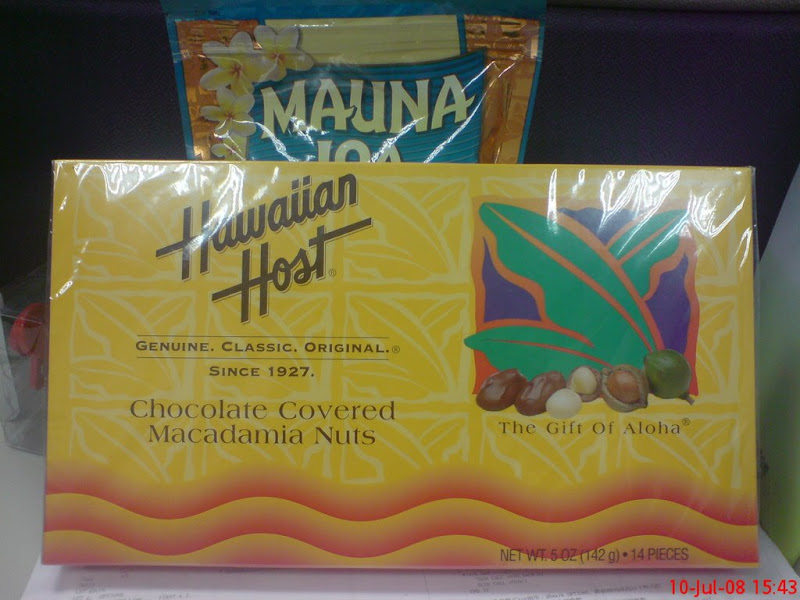 MAUNA
LOA
Hawaiian
Host®
GENUINE. CLASSIC. ORIGINAL.®
SINCE 1927.
Chocolate Covered
Macadamia Nuts
The Gift Of Aloha®
NET WT. 5 OZ (142 g) • 14 PIECES
10-Jul-08 15:43